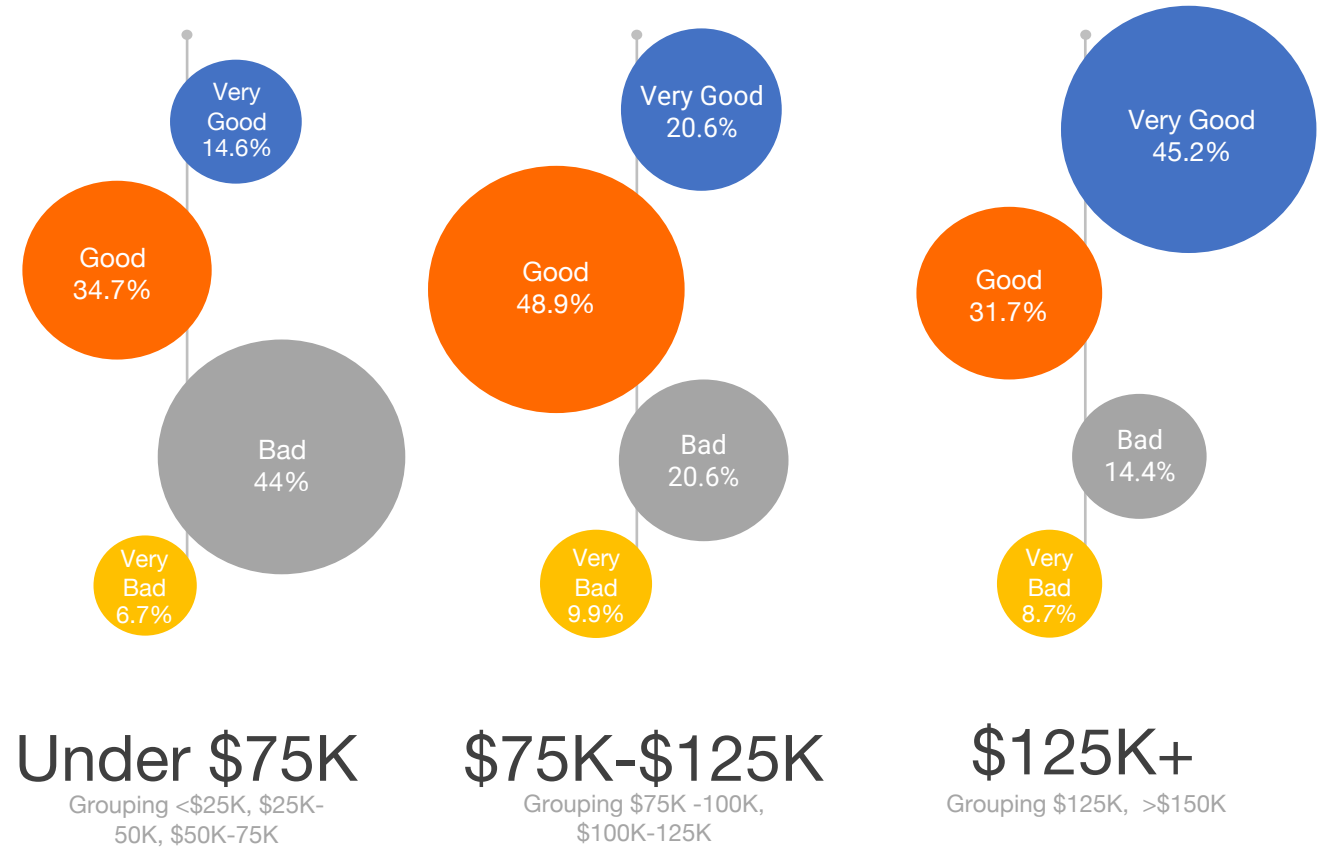 Very
Good
14.6%
Good
34.7%
Bad
44%
Very
Bad
6.7%
Very Good
20.6%
Good
48.9%
Bad
20.6%
Very
Bad
9.9%
Very Good
45.2%
Good
31.7%
Bad
14.4%
Very
Bad
8.7%
Under $75K
Grouping <$25K, $25K-
50K, $50K-75K
$75K-$125K
Grouping $75K -100K,
$100K-125K
$125K+
Grouping $125K,  >$150K